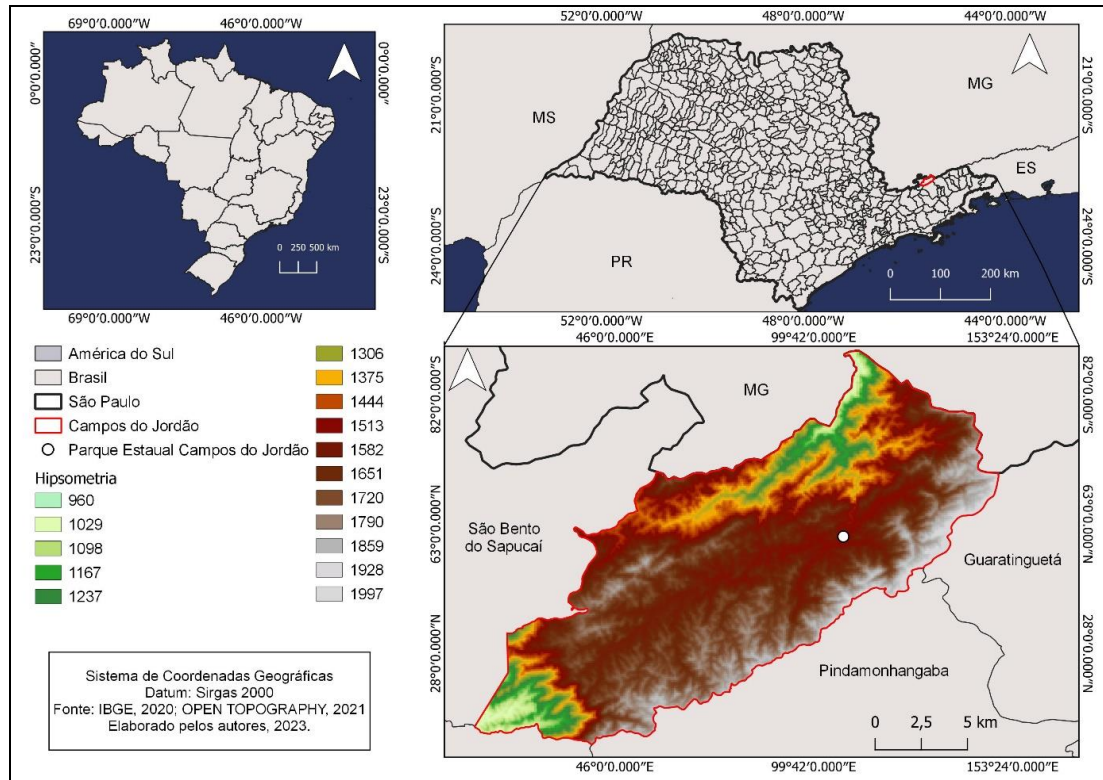 69°0'0.000"W 46°0'0.000"W
0°0'0.000"
0°0'0.000"
23°0'0.000"S
23°0'0.000"S
0 250 500 km
69°0'0.000"W 46°0'0.000"W
52°0'0.000"W 48°0'0.000"W 44°0'0.000"W
21°0'0.000"S
21°0'0.000"S
24°0'0.000"S
24°0'0.000"S
MS
MG
ES
PR
0 100 200 km
52°0'0.000"W 48°0'0.000"W 44°0'0.000"W
América do Sul
Brasil
São Paulo
Campos do Jordão
Parque Estaual Campos do Jordão
Hipsometria
960
1029
1098
1167
1237
1306
1375
1444
1513
1582
1651
1720
1790
1859
1928
1997
Sistema de Coordenadas Geográficas
Datum: Sirgas 2000
Fonte: IBGE, 2020; OPEN TOPOGRAPHY, 2021
Elaborado pelos autores, 2023.
46°0'0.000"E 99°42'0.000"E 153°24'0.000"E
82°0'0.000"S
82°0'0.000"S
63°0'0.000"N
63°0'0.000"N
28°0'0.000"N
28°0'0.000"N
MG
São Bento
do Sapucaí
Guaratinguetá
Pindamonhangaba
0 2,5 5 km
46°0'0.000"E 99°42'0.000"E 153°24'0.000"E